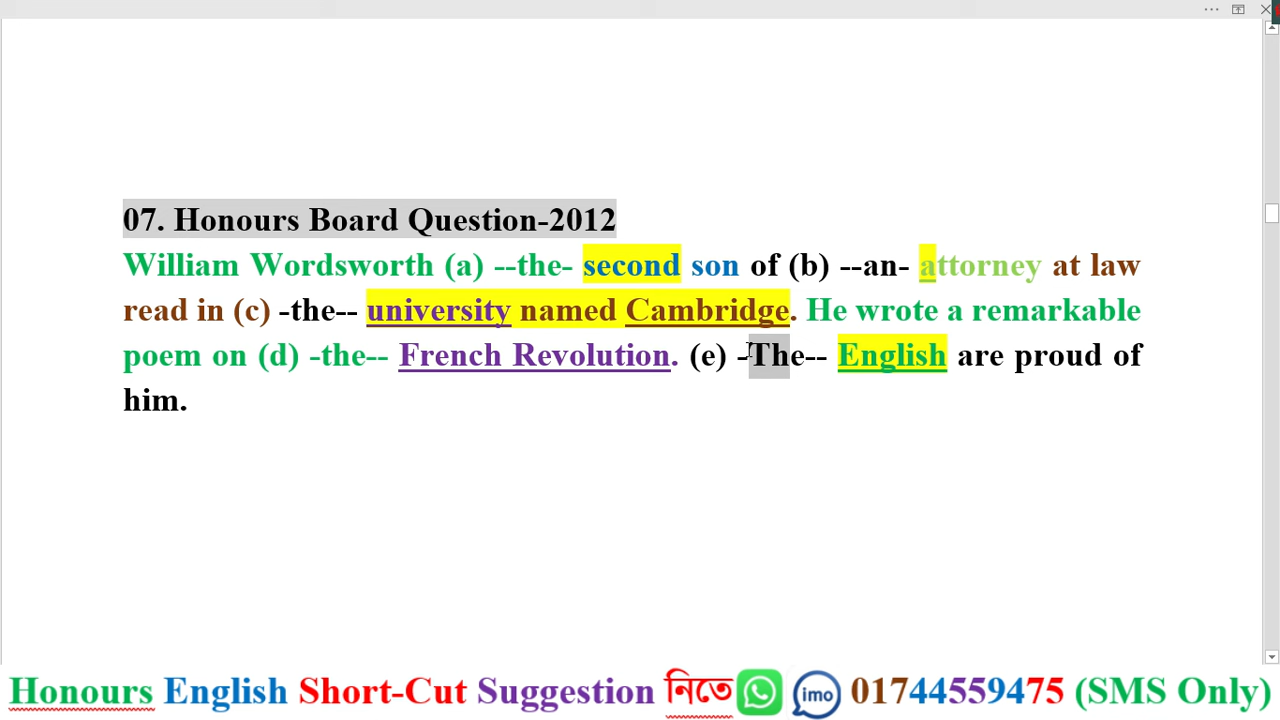 07. Honours Board Question-2012
William Wordsworth (a) --the- second son of (b) --an- attorney at law
read in (c) -the-- university named Cambridge. He wrote a remarkable
poem on (d) -the-- French Revolution. (e) -The-- English are proud of
him.
Honours English Short-Cut Suggestion নিতে imo 01744559475 (SMS Only)